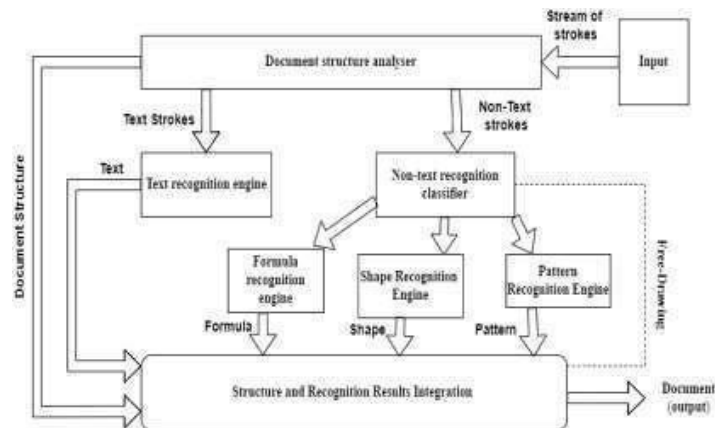 Stream of
strokes
Document structure analyser
Input
Text Strokes
Non-Text
strokes
Text
Text recognition engine
Non-text recognition
classifier
Document Structure
Free-Drawing
Formula
recognition
engine
Shape Recognition
Engine
Pattern
Recognition Engine
Formula
Shape
Pattern
Structure and Recognition Results Integration
Document
(output)